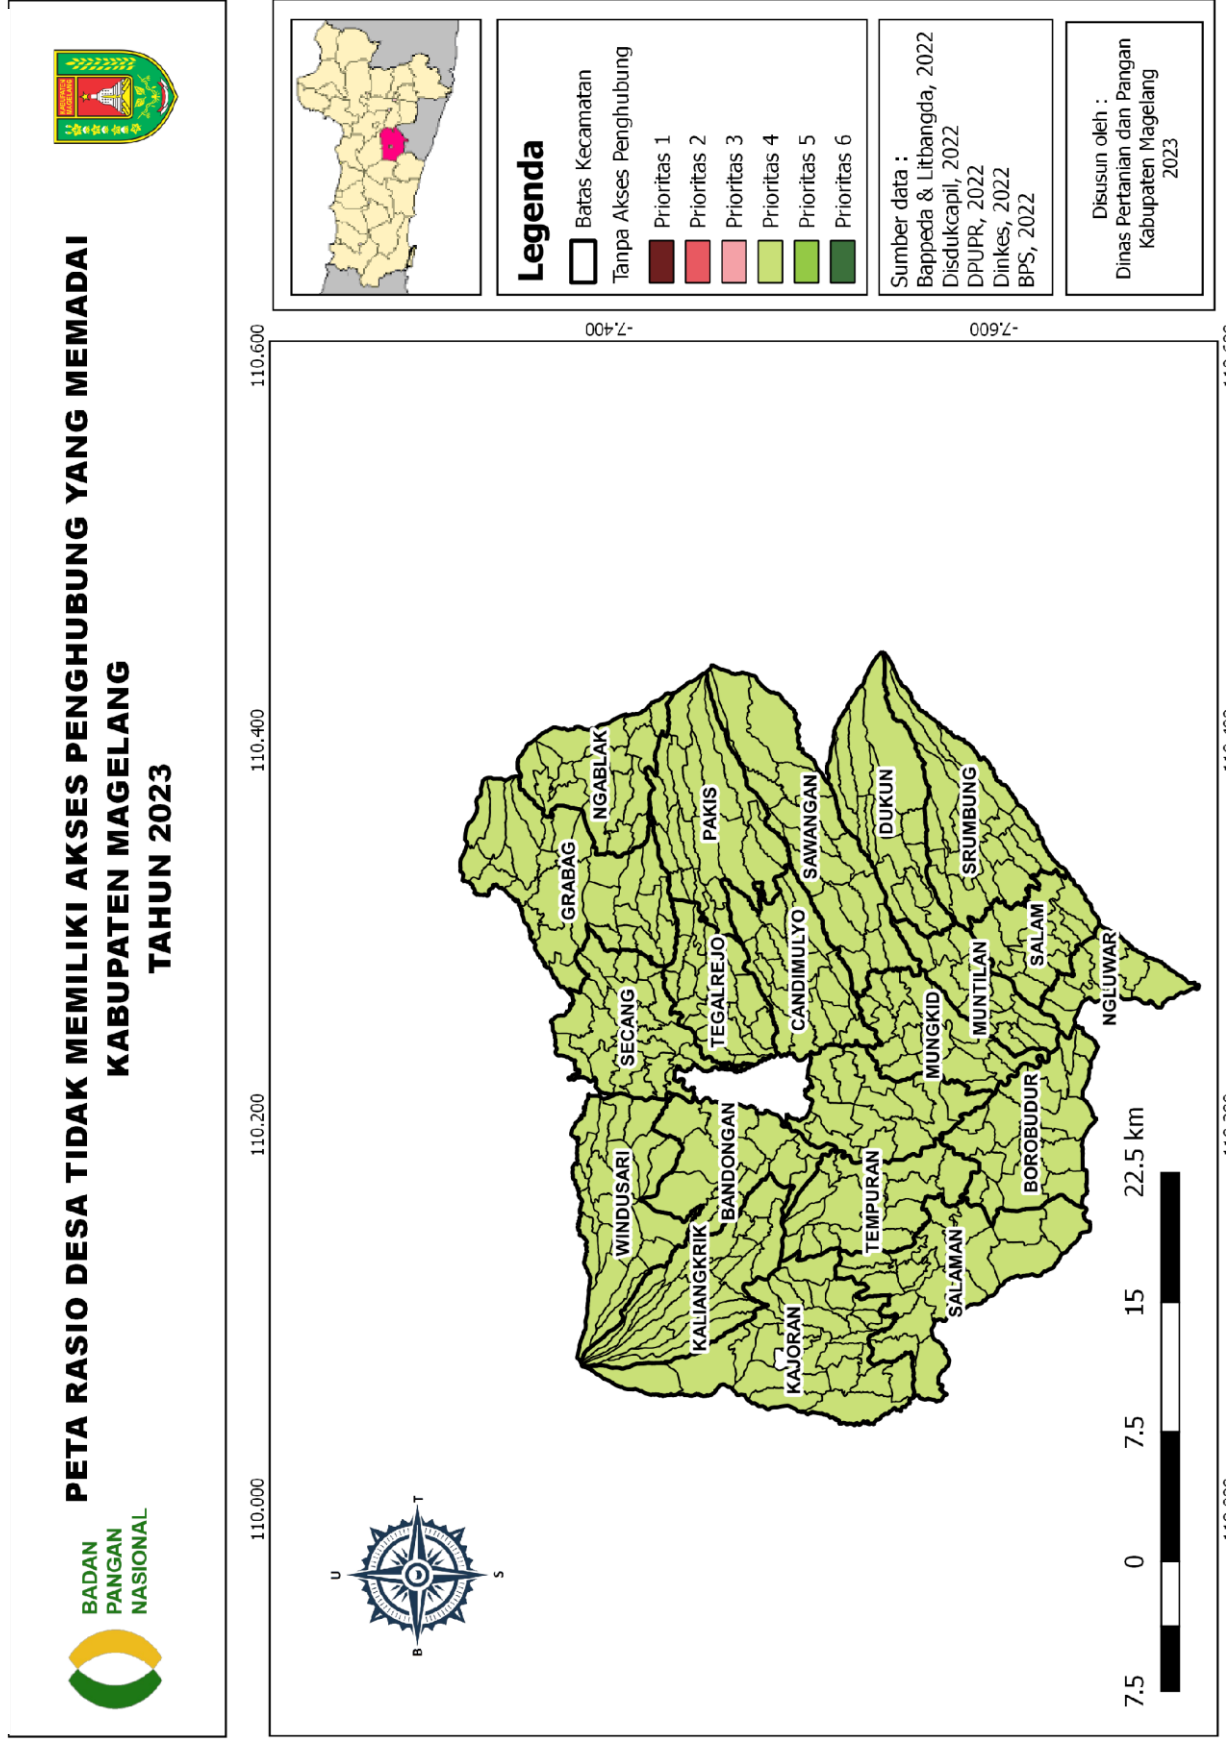 BADAN
PANGAN
NASIONAL
PETA RASIO DESA TIDAK MEMILIKI AKSES PENGHUBUNG YANG MEMADAI
KABUPATEN MAGELANG
TAHUN 2023
KABUPATEN
MAGELANG
110.000
110.200
110.400
110.600
-7.400
-7.600
U
B
T
S
NGABLAK
GRABAG
SECANG
WINDUSARI
PAKIS
TEGALREJO
BANDONGAN
KALIANGKRIK
SAWANGAN
CANDIMULYO
KAJORAN
DUKUN
TEMPURAN
MUNGKID
SRUMBUNG
MUNTILAN
SALAMAN
SALAM
BOROBUDUR
NGLUWAR
7.5
0
7.5
15
22.5 km
Legenda
Batas Kecamatan
Tanpa Akses Penghubung
Prioritas 1
Prioritas 2
Prioritas 3
Prioritas 4
Prioritas 5
Prioritas 6
Sumber data :
Bappeda & Litbangda, 2022
Disdukcapil, 2022
DPUPR, 2022
Dinkes, 2022
BPS, 2022
Disusun oleh :
Dinas Pertanian dan Pangan
Kabupaten Magelang
2023